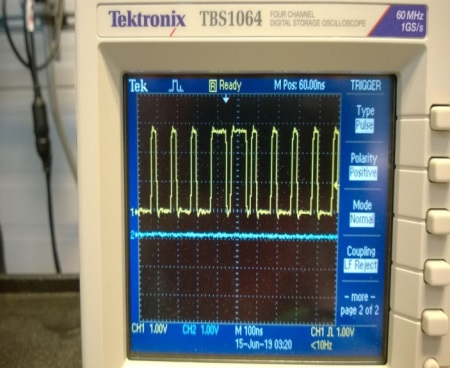 Tektronix TBS1064 FOUR CHANNEL DIGITAL STORAGE OSCILLOSCOPE
60 MHz
1GS/s
Tek R Ready M Pos: 60.00ns TRIGGER
Type
Pulse
Polarity
Positive
Mode
Normal
Coupling
LF Reject
- more -
page 2 of 2
1
2
CH1 1.00V CH2 1.00V M 100ns CH1 1.00V
15-Jun-19 03:20 <10Hz